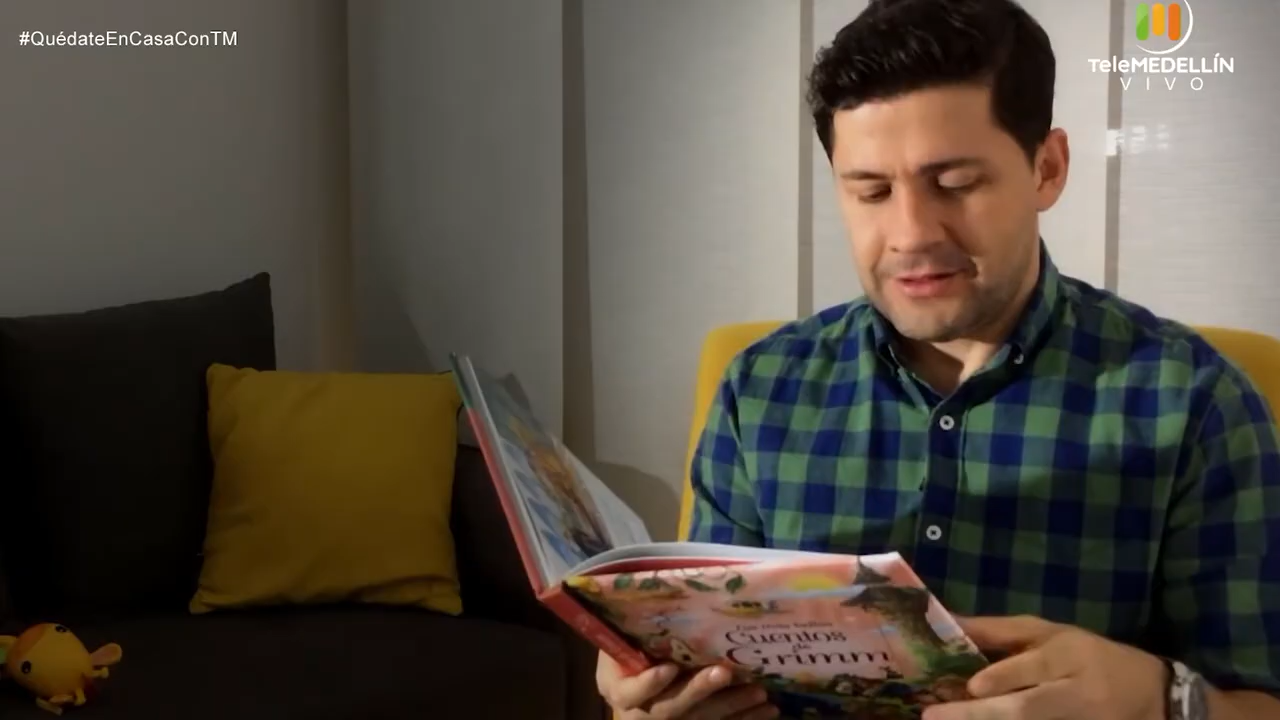 #QuédateEnCasaConTM
TeleMEDELLÍN
VIVO
Cuentos
de
Grimm